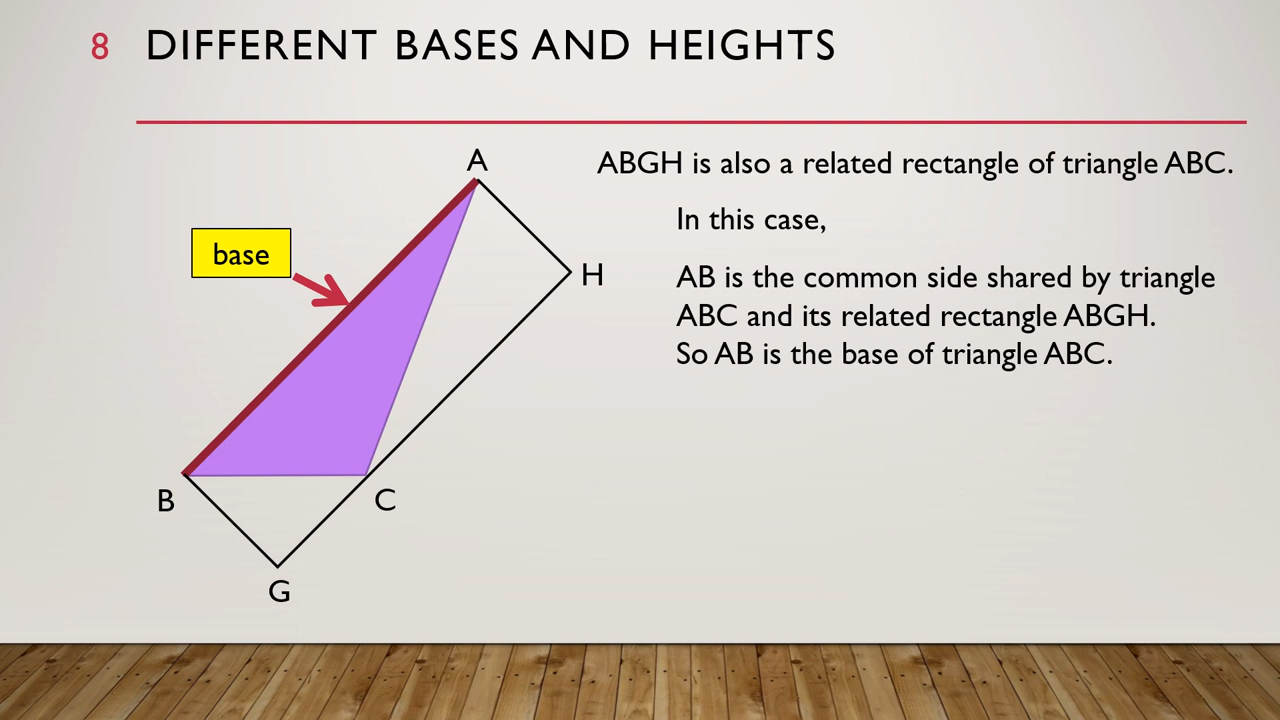 8 DIFFERENT BASES AND HEIGHTS
A
ABGH is also a related rectangle of triangle ABC.
In this case,
base
H
AB is the common side shared by triangle
ABC and its related rectangle ABGH.
So AB is the base of triangle ABC.
B
C
G